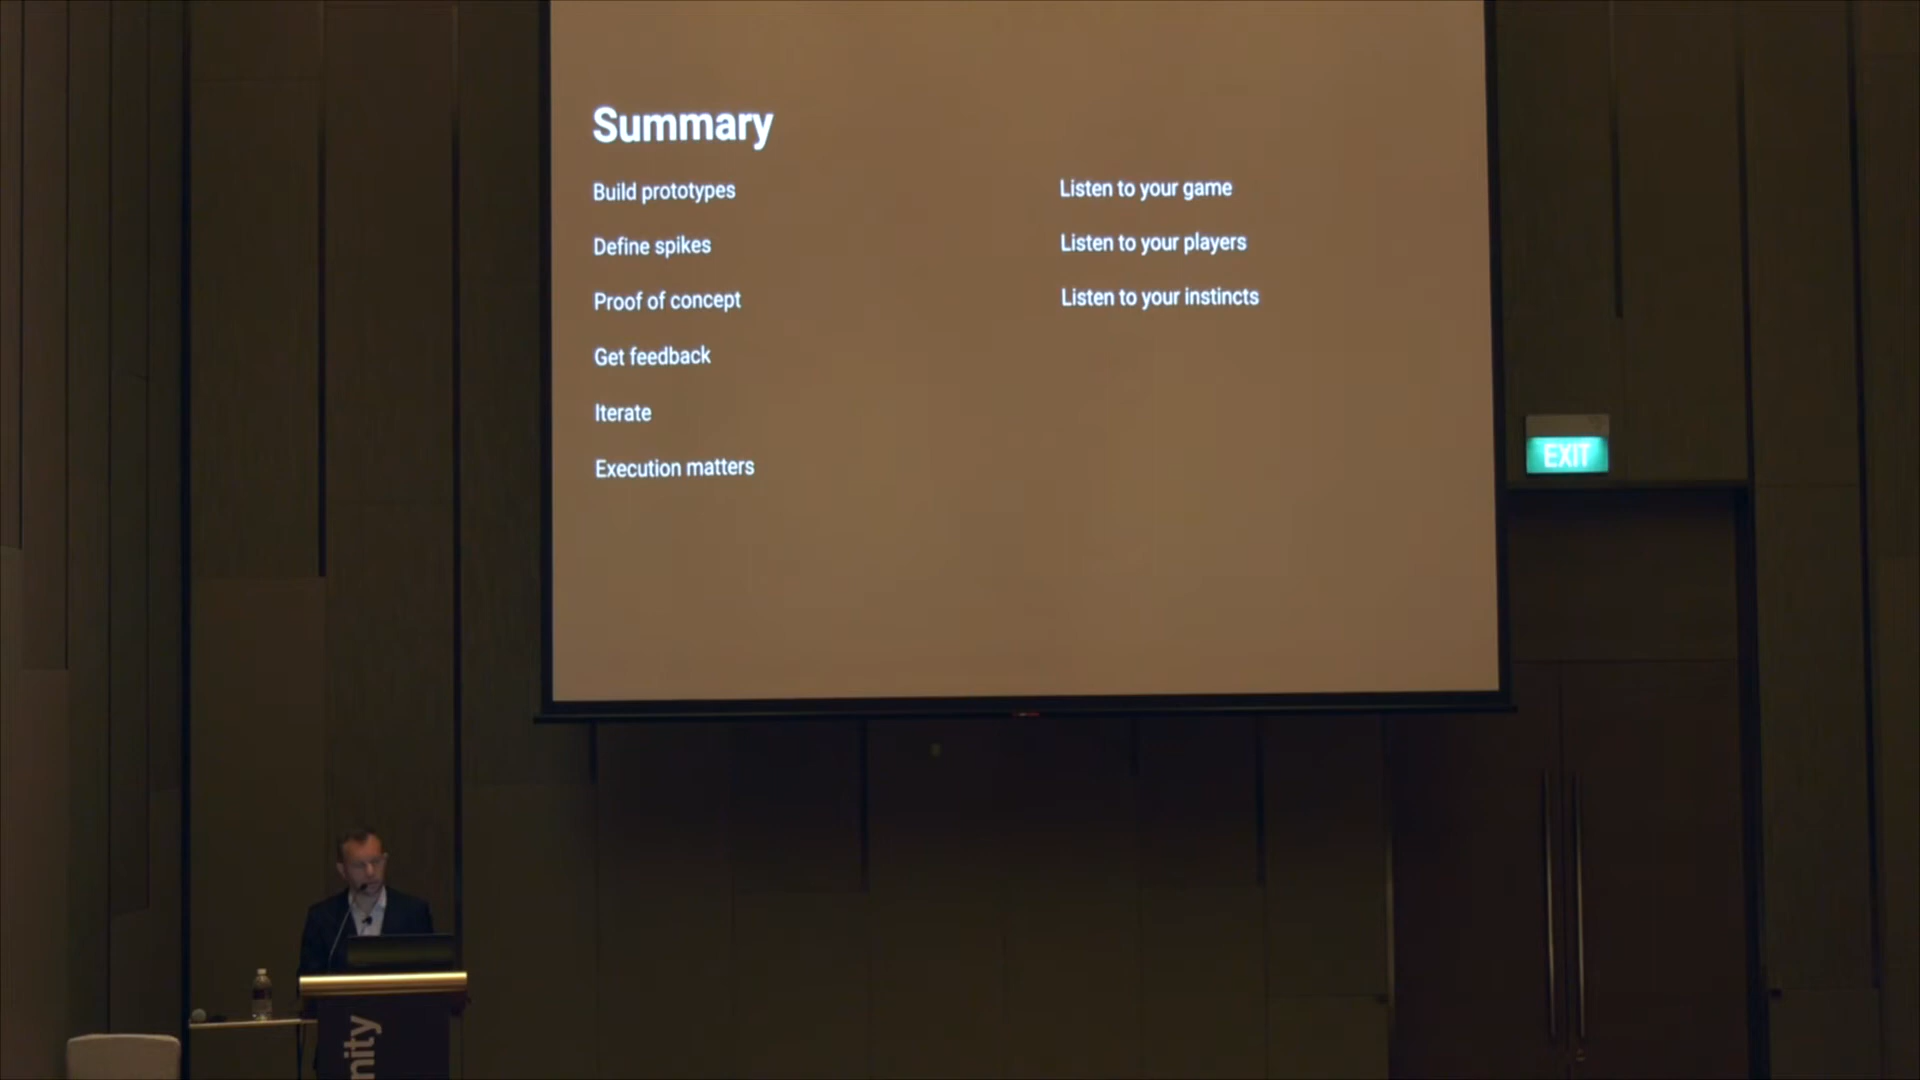 Summary
Build prototypes
Define spikes
Proof of concept
Get feedback
Iterate
Execution matters
Listen to your game
Listen to your players
Listen to your instincts
EXIT
nity